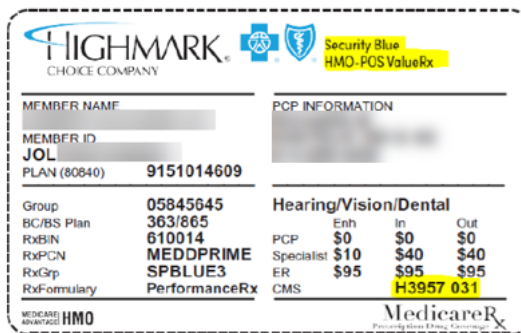 HIGHMARK®
CHOICE COMPANY
Security Blue
HMO-POS ValueRx
MEMBER NAME
MEMBER ID
JOL
PLAN (80840) 9151014609
PCP INFORMATION
Group 05845645
BC/BS Plan 363/865
RxBIN 610014
RxPCN MEDDPRIME
RxGrp SPBLUE3
RxFormulary PerformanceRx
Hearing/Vision/Dental
Enh In Out
PCP $0 $0 $0
Specialist $10 $40 $40
ER $95 $95 $95
CMS H3957 031
MEDICARE ADVANTAGE HMO
MedicareRx
Prescription Drug Coverage